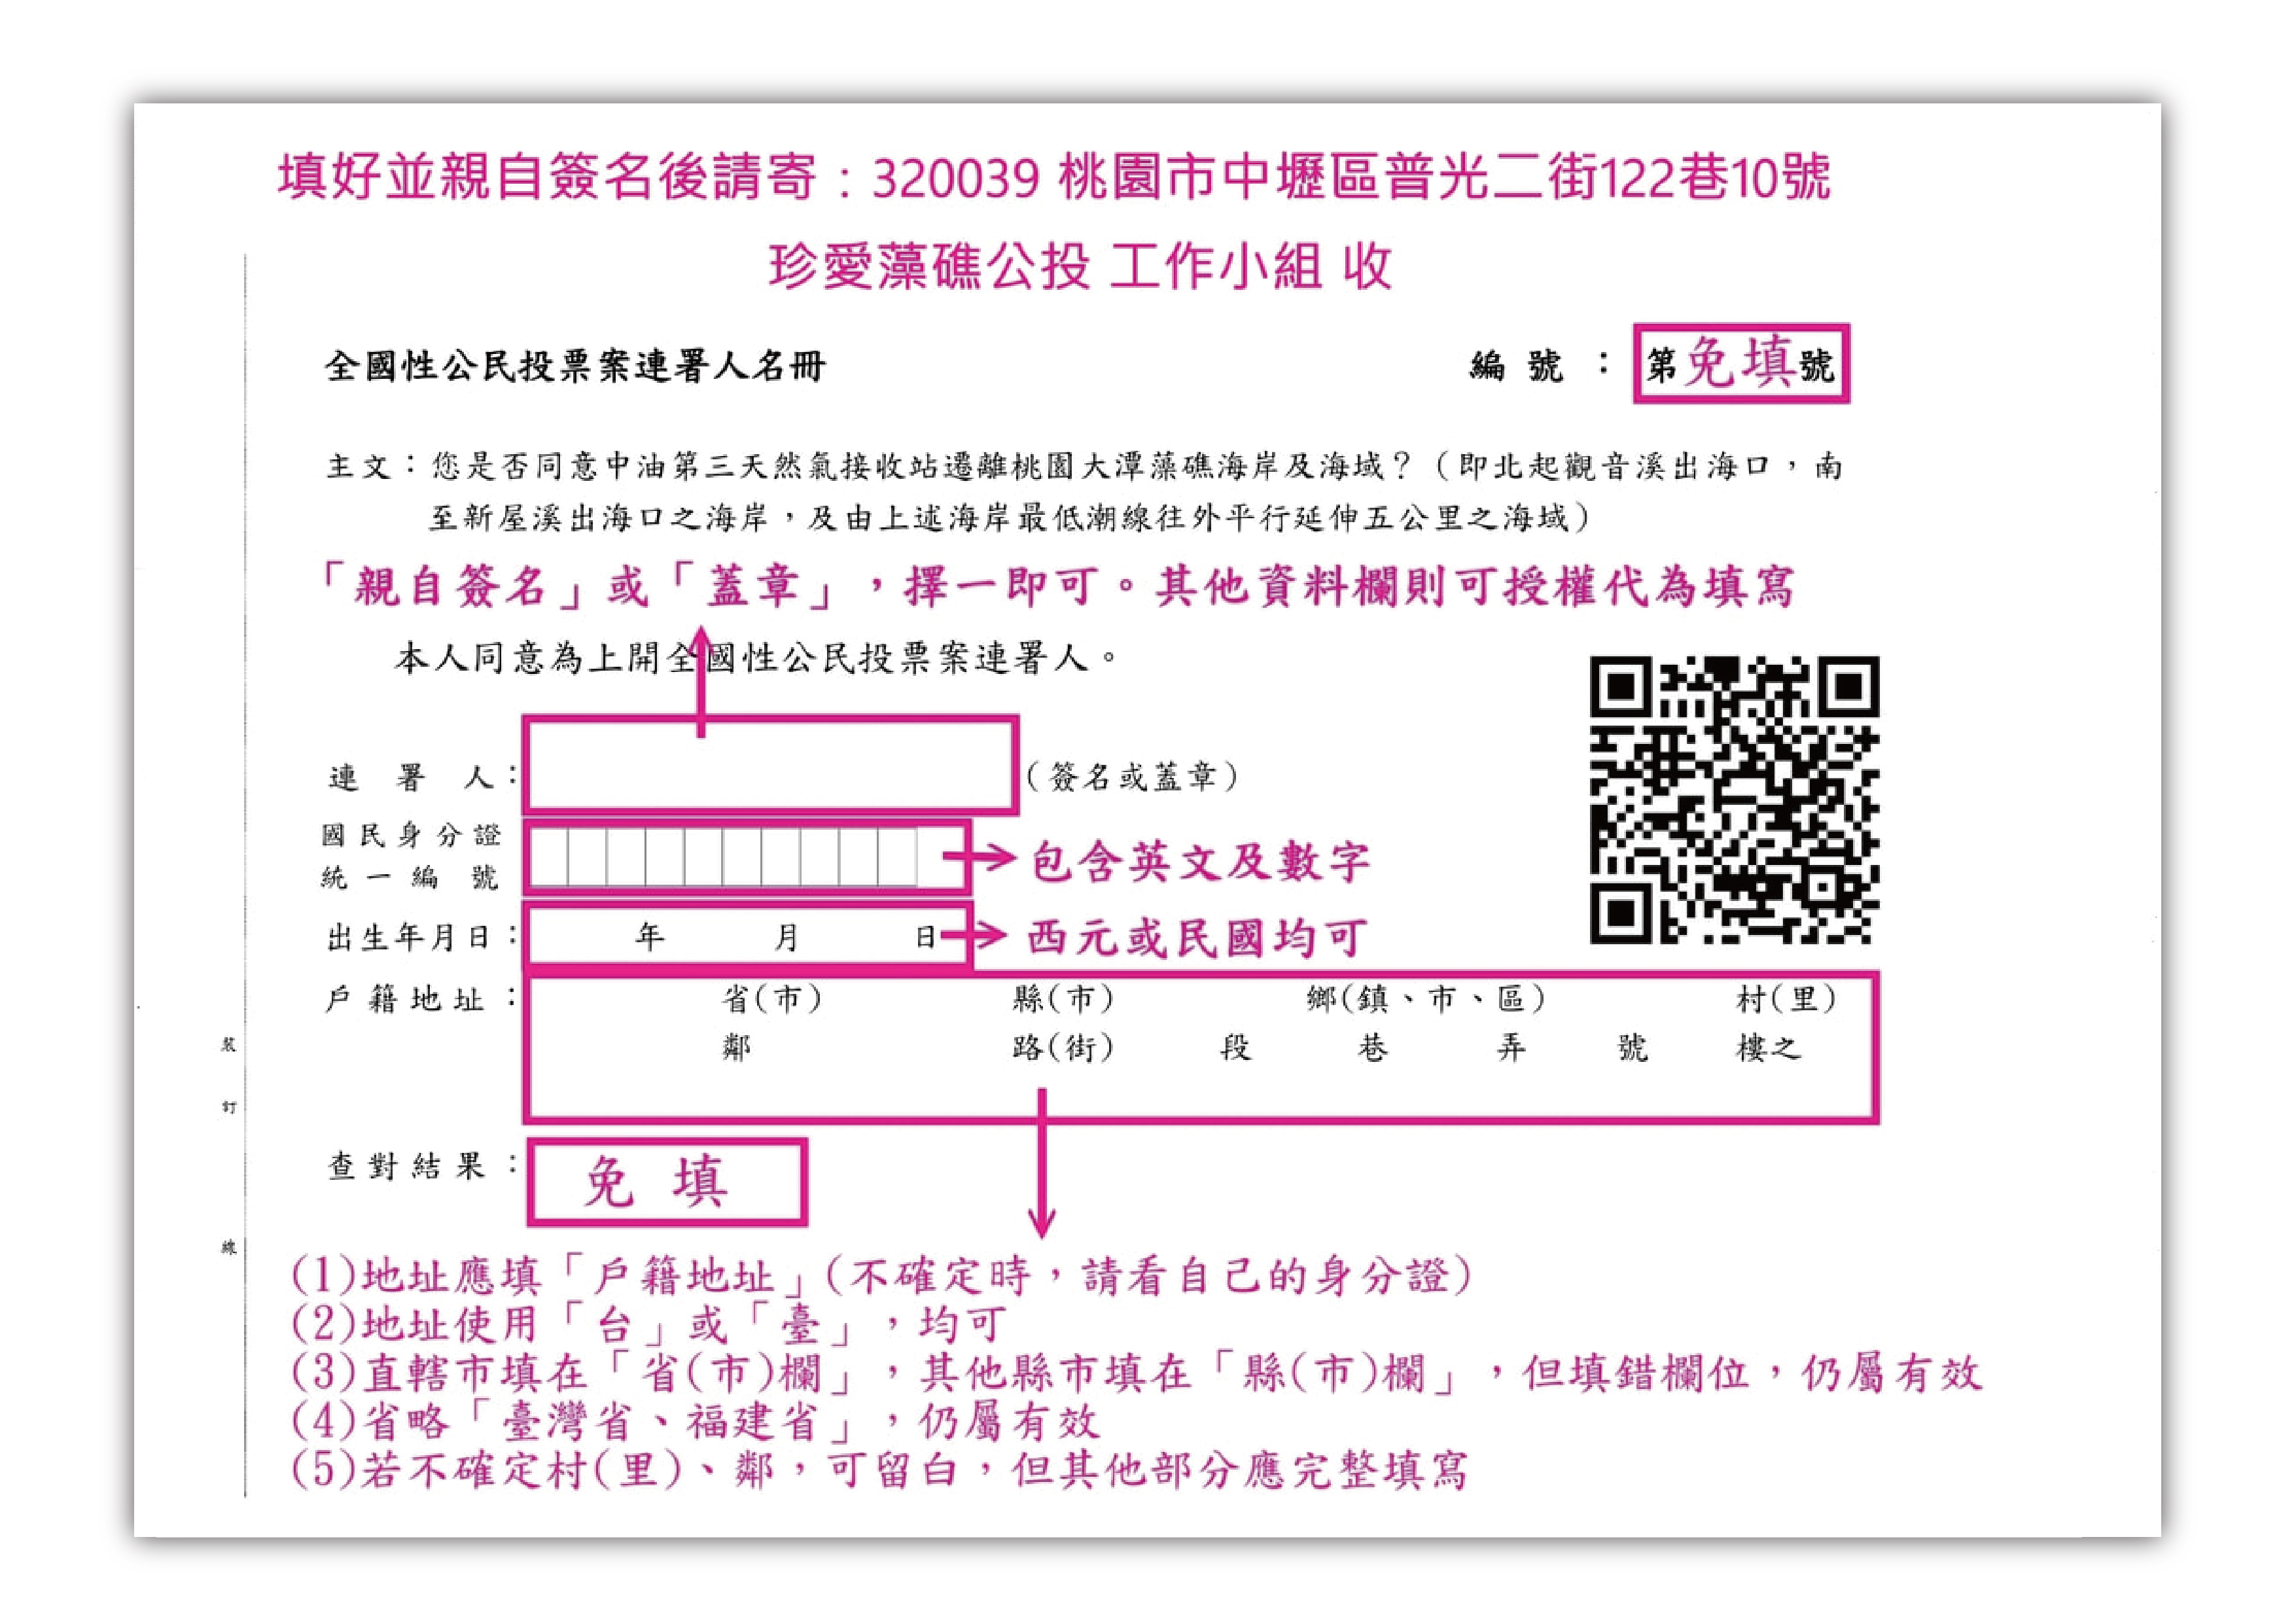 填好並親自簽名後請寄：320039 桃園市中壢區普光二街122巷10號
珍愛藻礁公投 工作小組 收
全國性公民投票案連署人名冊
編號：第免填號
主文：您是否同意中油第三天然氣接收站遷離桃園大潭藻礁海岸及海域？（即北起觀音溪出海口，南
至新屋溪出海口之海岸，及由上述海岸最低潮線往外平行延伸五公里之海域）
「親自簽名」或「蓋章」，擇一即可。其他資料欄則可授權代為填寫
本人同意為上開全國性公民投票案連署人。
連署人：（簽名或蓋章）
國民身分證
統一編號
包含英文及數字
出生年月日： 年 月 日 西元或民國均可
戶籍地址： 省(市) 縣(市) 鄉(鎮、市、區) 村(里)
鄰 路(街) 段 巷 弄 號 樓之
查對結果：免填
裝
訂
線
(1)地址應填「戶籍地址」(不確定時，請看自己的身分證)
(2)地址使用「台」或「臺」，均可
(3)直轄市填在「省(市)欄」，其他縣市填在「縣(市)欄」，但填錯欄位，仍屬有效
(4)省略「臺灣省、福建省」，仍屬有效
(5)若不確定村(里)、鄰，可留白，但其他部分應完整填寫